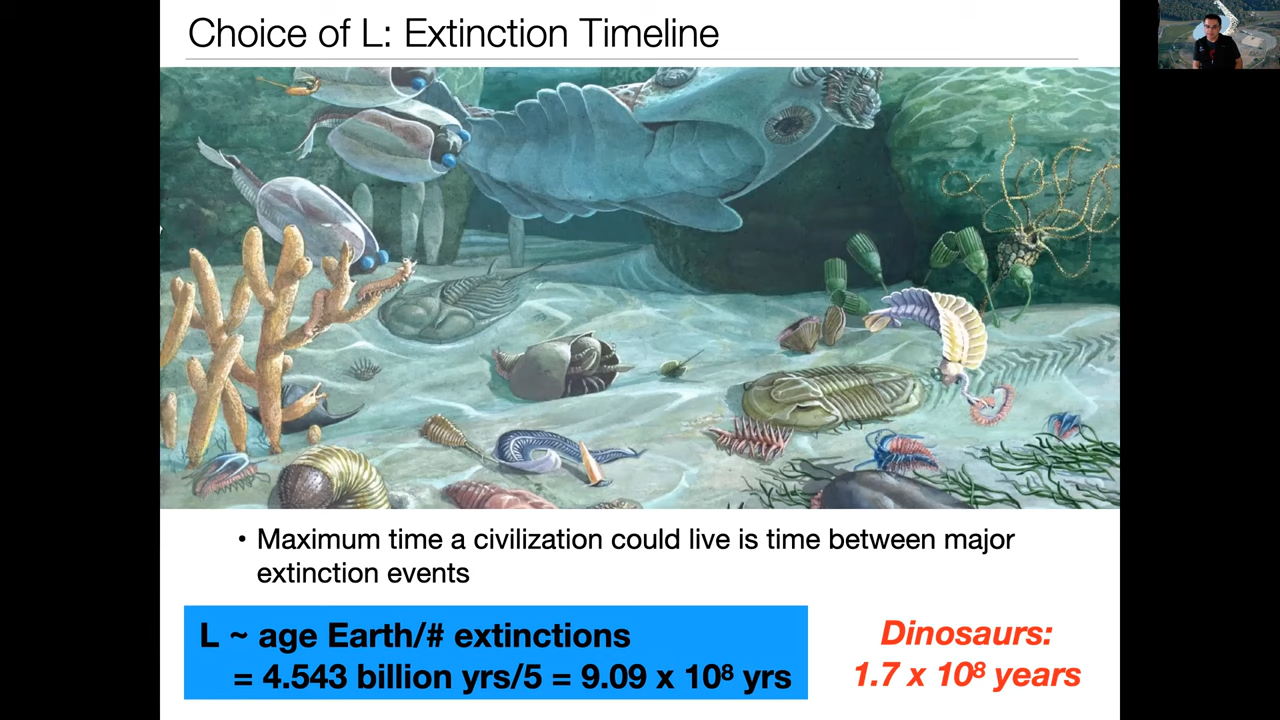 Choice of L: Extinction Timeline
• Maximum time a civilization could live is time between major
extinction events
L ~ age Earth/# extinctions
= 4.543 billion yrs/5 = 9.09 x 10⁸ yrs
Dinosaurs:
1.7 x 10⁸ years